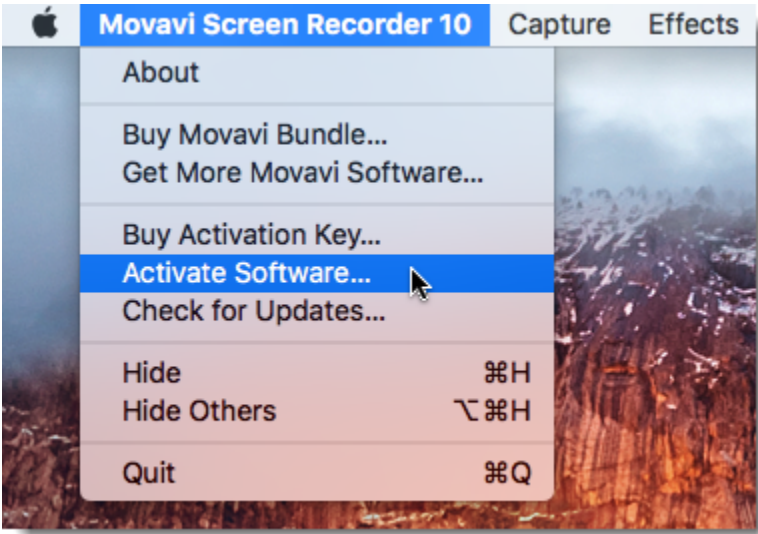 Movavi Screen Recorder 10 Capture Effects
About
Buy Movavi Bundle...
Get More Movavi Software...
Buy Activation Key...
Activate Software...
Check for Updates...
Hide ⌘H
Hide Others ⌥⌘H
Quit ⌘Q